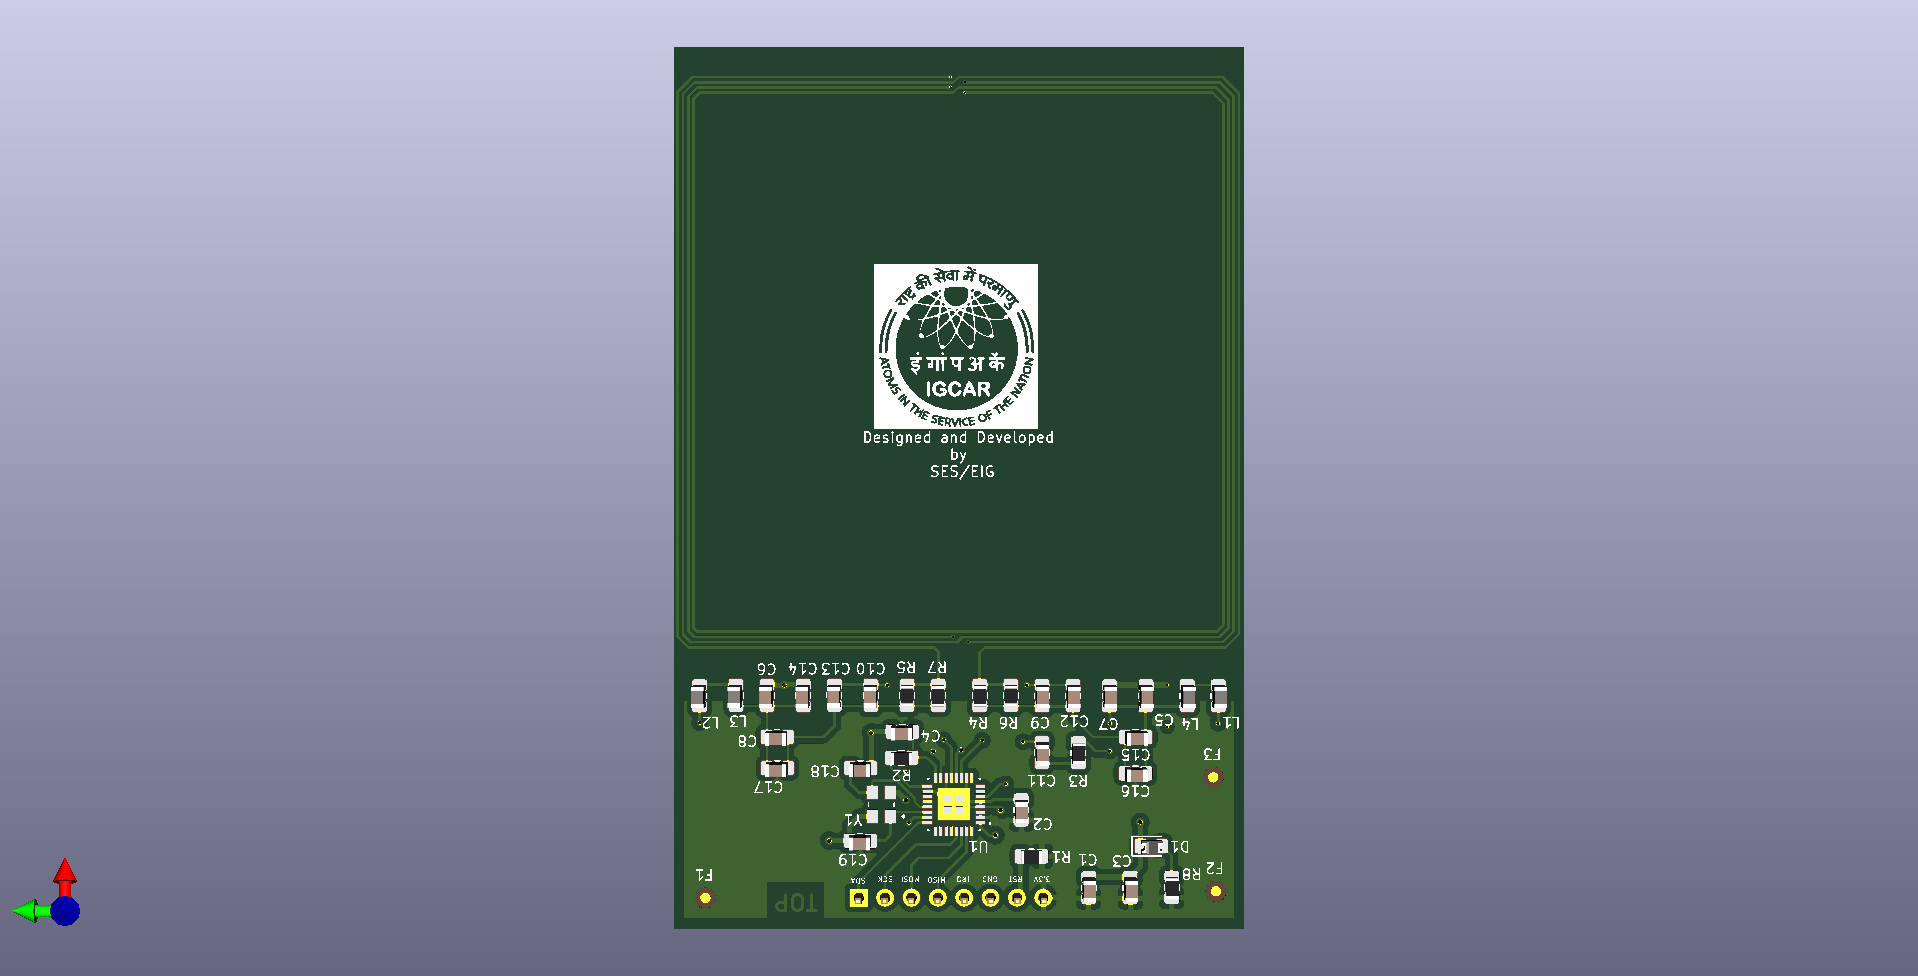 राष्ट्र की सेवा में परमाणु
इं गां प अ कें
IGCAR
ATOMS IN THE SERVICE OF THE NATION
Designed and Developed
by
SES/EIG
C6 C14 C13 C10 R5 R7
L2 L3 R4 R6 C9 C12 C7 C5 L4 L1
C8 C4 C15 F3
C18 R2 C11 R3
C17 C16
Y1 C2
C19 U1 R1 C1 C3 D1
F1 R8 F2
SDA SCK MOSI MISO IRQ GND RST 3.3V
TOP